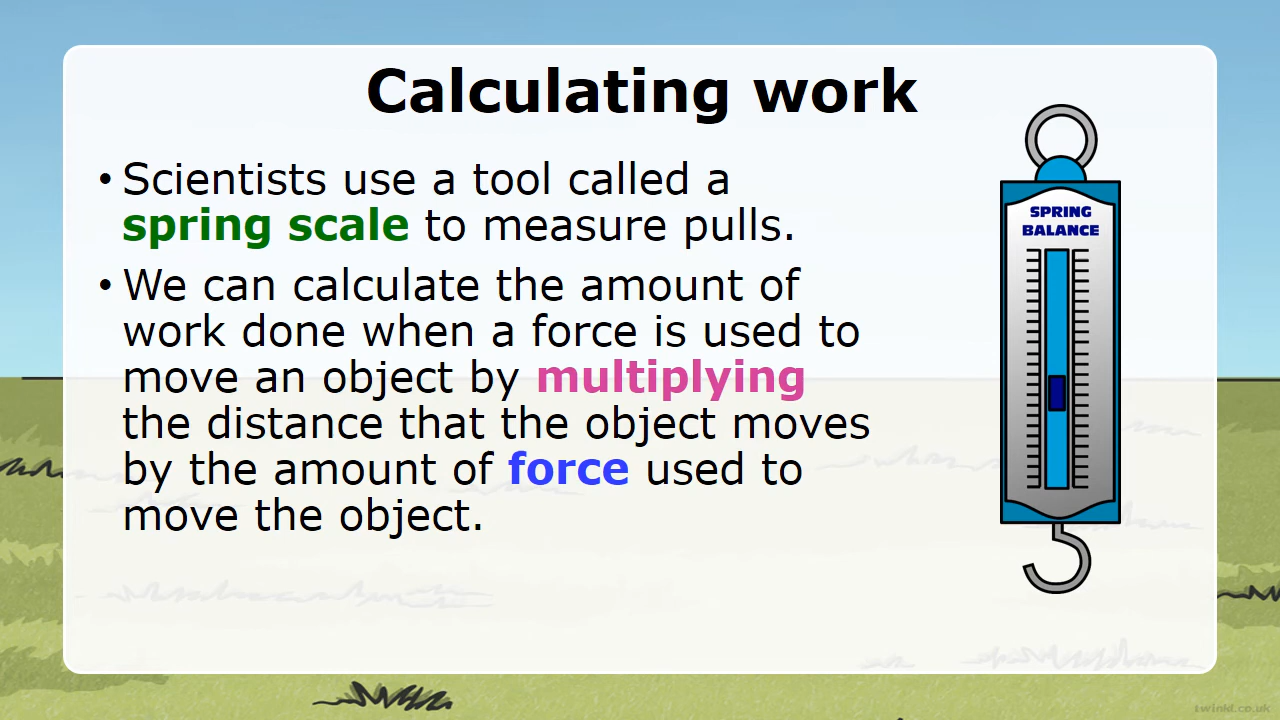 Calculating work
• Scientists use a tool called a
spring scale to measure pulls.
• We can calculate the amount of
work done when a force is used to
move an object by multiplying
the distance that the object moves
by the amount of force used to
move the object.
SPRING
BALANCE
twinkl.co.uk